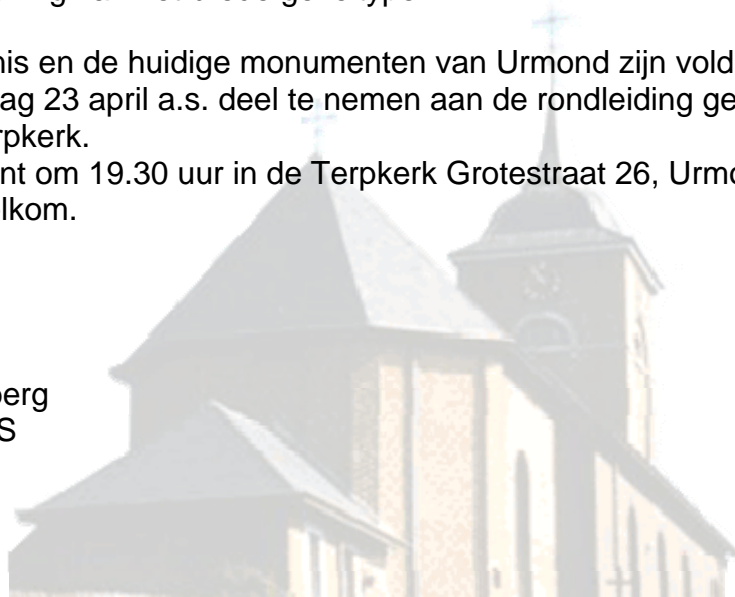 nis en de huidige monumenten van Urmond zijn vold
ag 23 april a.s. deel te nemen aan de rondleiding ge
rpkerk.
nt om 19.30 uur in de Terpkerk Grotestraat 26, Urmo
lkom.
berg
S